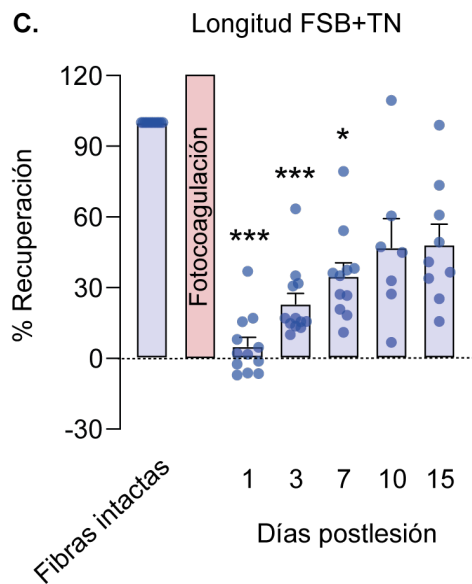 C.
Longitud FSB+TN
% Recuperación
120
90
60
30
0
-30
Fotocoagulación
***
***
*
Fibras intactas
1 3 7 10 15
Días postlesión